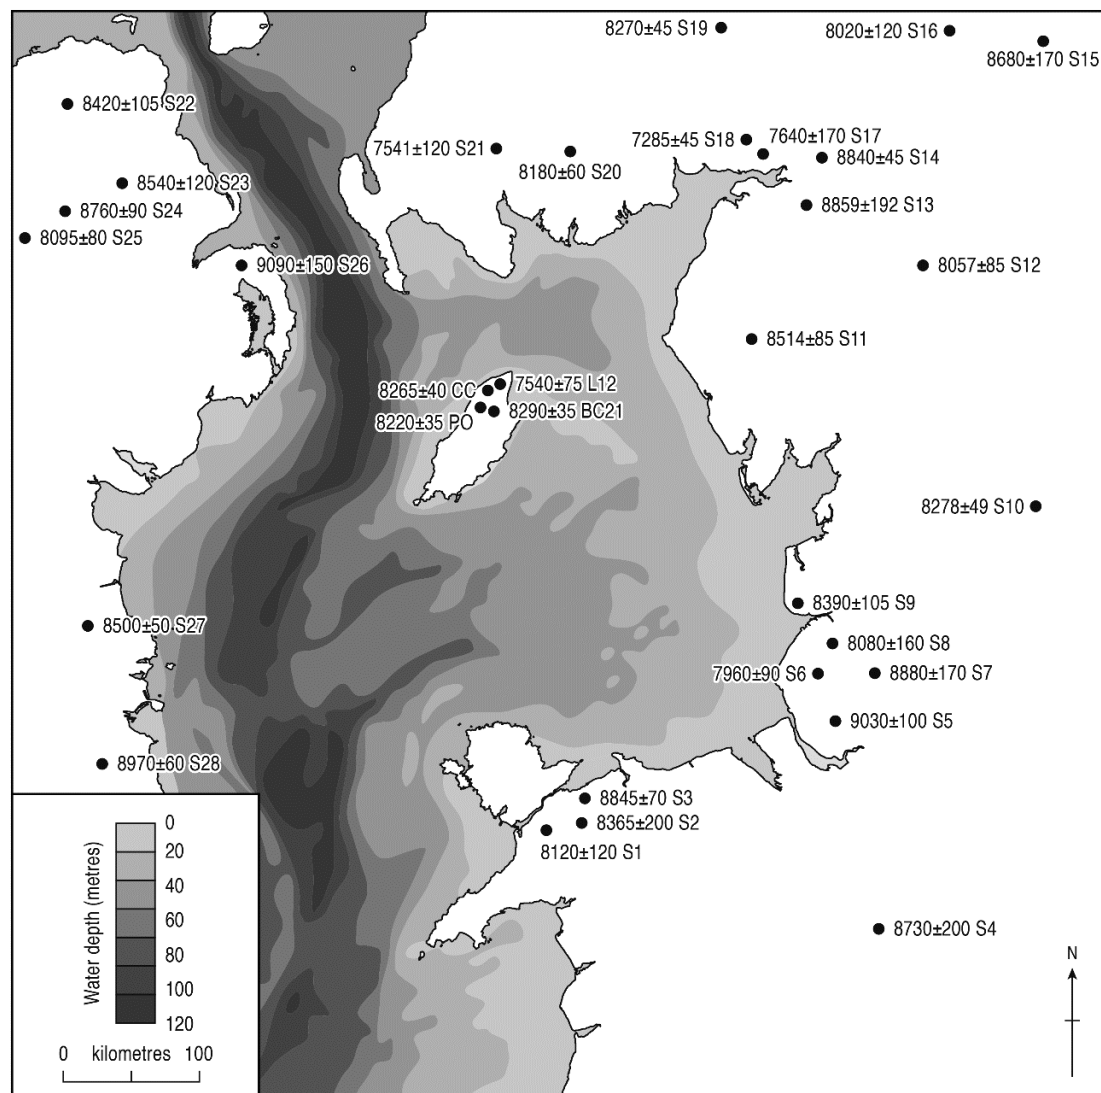 8270±45 S19
8020±120 S16
8680±170 S15
8420±105 S22
7541±120 S21
8180±60 S20
7285±45 S18
7640±170 S17
8840±45 S14
8540±120 S23
8760±90 S24
8859±192 S13
8095±80 S25
9090±150 S26
8057±85 S12
8514±85 S11
8265±40 CC
7540±75 L12
8220±35 PO
8290±35 BC21
8278±49 S10
8390±105 S9
8500±50 S27
8080±160 S8
7960±90 S6
8880±170 S7
9030±100 S5
8970±60 S28
8845±70 S3
8365±200 S2
8120±120 S1
8730±200 S4
Water depth (metres)
0
20
40
60
80
100
120
0 kilometres 100
N